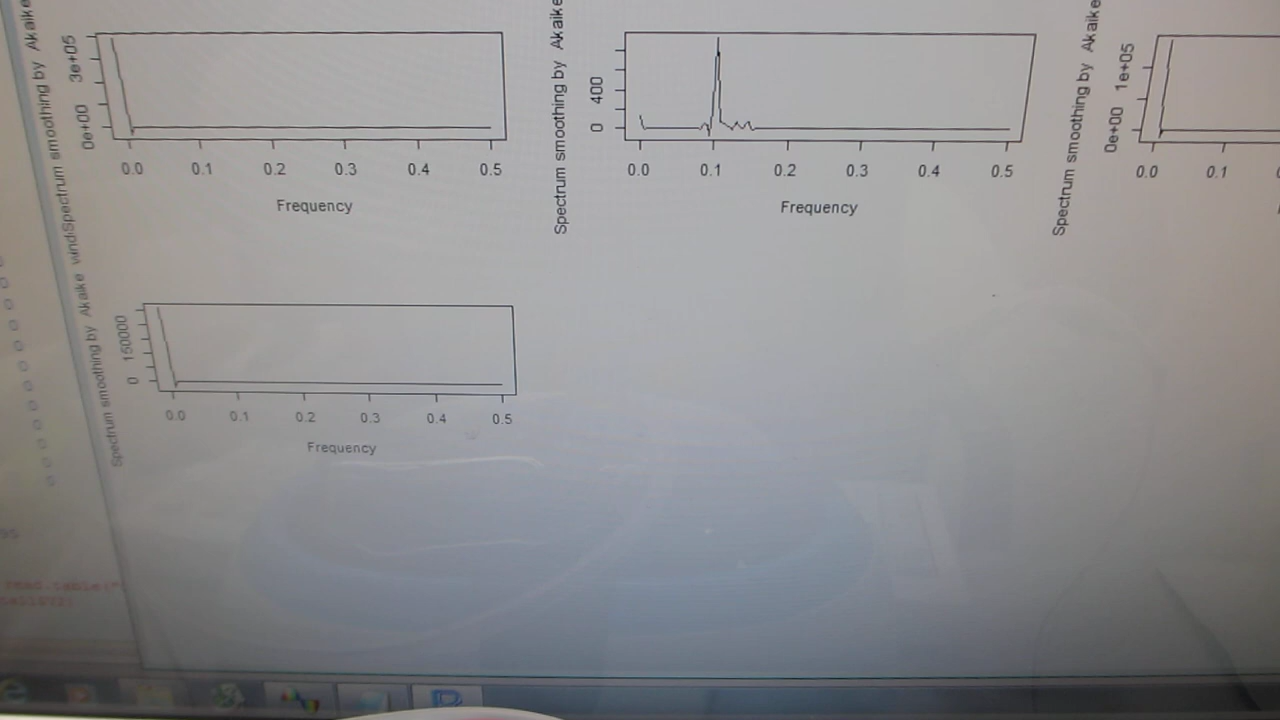 Spectrum smoothing by Akaike
3e+05
0e+00
0.0 0.1 0.2 0.3 0.4 0.5
Frequency
Spectrum smoothing by Akaike
400
0
0.0 0.1 0.2 0.3 0.4 0.5
Frequency
Spectrum smoothing by Akaike
1e+05
0e+00
0.0 0.1
Spectrum smoothing by Akaike
150000
0
0.0 0.1 0.2 0.3 0.4 0.5
Frequency